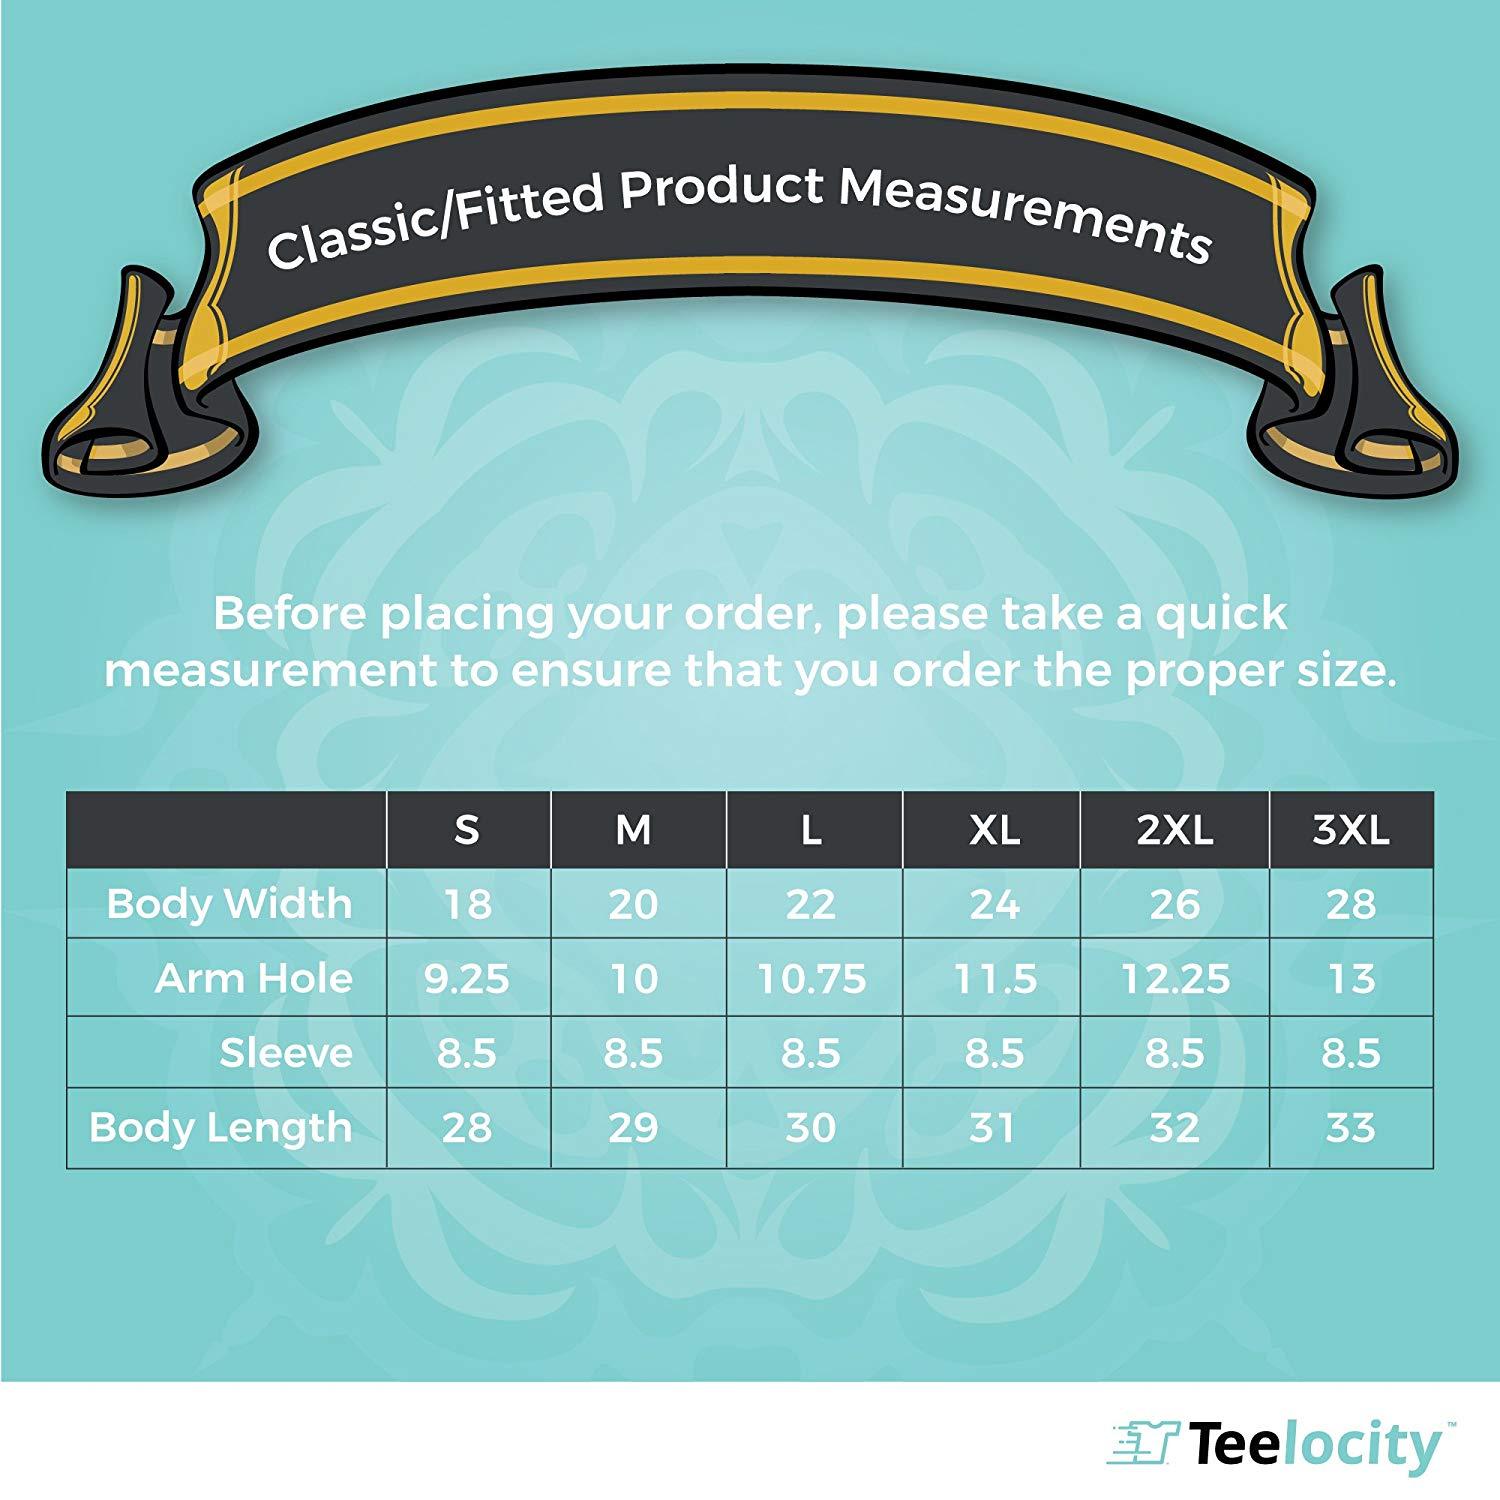 Classic/Fitted Product Measurements
Before placing your order, please take a quick
measurement to ensure that you order the proper size.
S M L XL 2XL 3XL
Body Width 18 20 22 24 26 28
Arm Hole 9.25 10 10.75 11.5 12.25 13
Sleeve 8.5 8.5 8.5 8.5 8.5 8.5
Body Length 28 29 30 31 32 33
Teelocity™